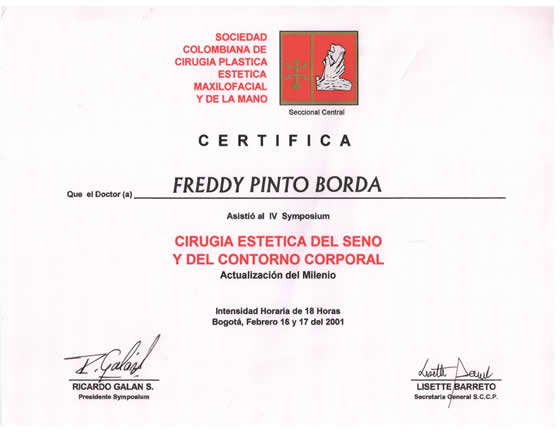 SOCIEDAD
COLOMBIANA DE
CIRUGIA PLASTICA
ESTETICA
MAXILOFACIAL
Y DE LA MANO
Seccional Central
CERTIFICA
Que el Doctor (a) FREDDY PINTO BORDA
Asistió al IV Symposium
CIRUGIA ESTETICA DEL SENO
Y DEL CONTORNO CORPORAL
Actualización del Milenio
Intensidad Horaria de 18 Horas
Bogotá, Febrero 16 y 17 del 2001
R. Galan S.
RICARDO GALAN S.
Presidente Symposium
Lisette
LISETTE BARRETO
Secretaria General S.C.C.P.